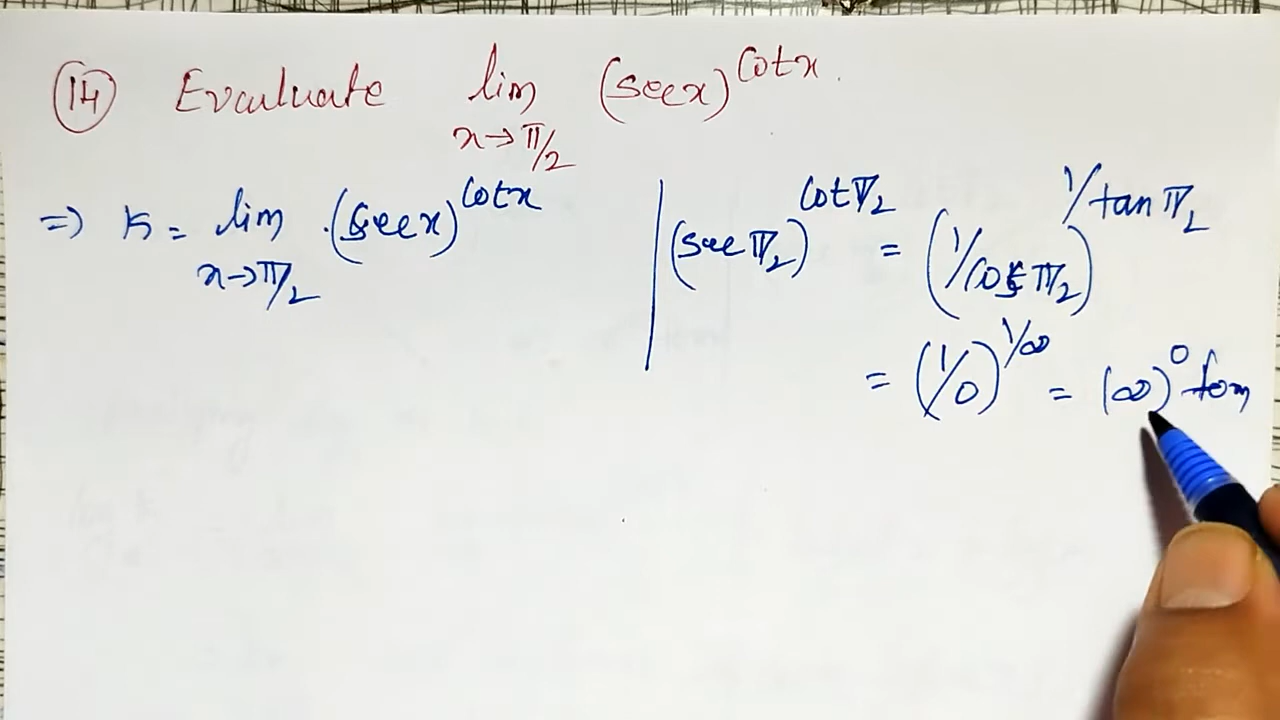 (14) Evaluate lim x→π/2 (secx)^cotx.
⇒ K = lim x→π/2 .(secx)^cotx
(sec π/2)^cot π/2 = (1/cos π/2)^1/tan π/2
= (1/0)^1/∞ = (∞)^0 form